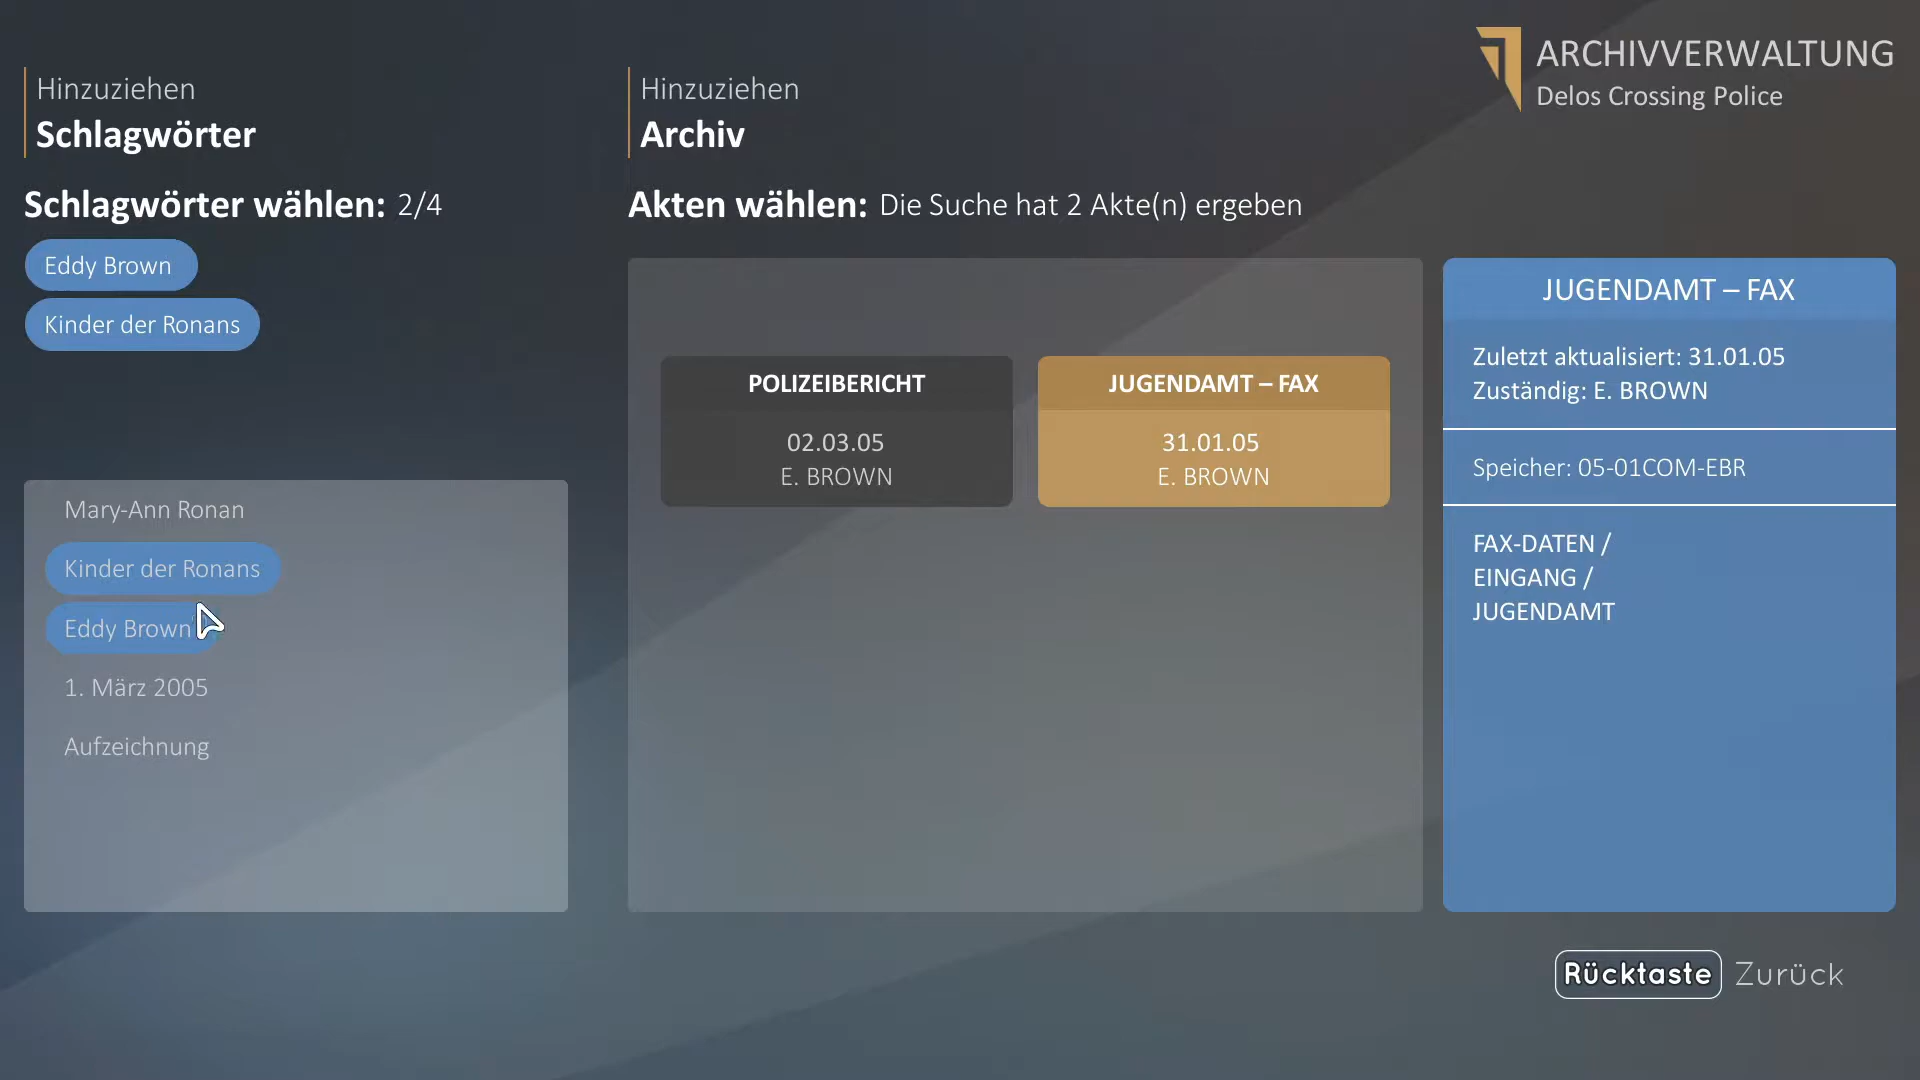 ARCHIVVERWALTUNG
Delos Crossing Police
Hinzuziehen
Schlagwörter
Schlagwörter wählen: 2/4
Eddy Brown
Kinder der Ronans
Mary-Ann Ronan
Kinder der Ronans
Eddy Brown
1. März 2005
Aufzeichnung
Hinzuziehen
Archiv
Akten wählen: Die Suche hat 2 Akte(n) ergeben
POLIZEIBERICHT
02.03.05
E. BROWN
JUGENDAMT – FAX
31.01.05
E. BROWN
JUGENDAMT – FAX
Zuletzt aktualisiert: 31.01.05
Zuständig: E. BROWN
Speicher: 05-01COM-EBR
FAX-DATEN /
EINGANG /
JUGENDAMT
Rücktaste Zurück